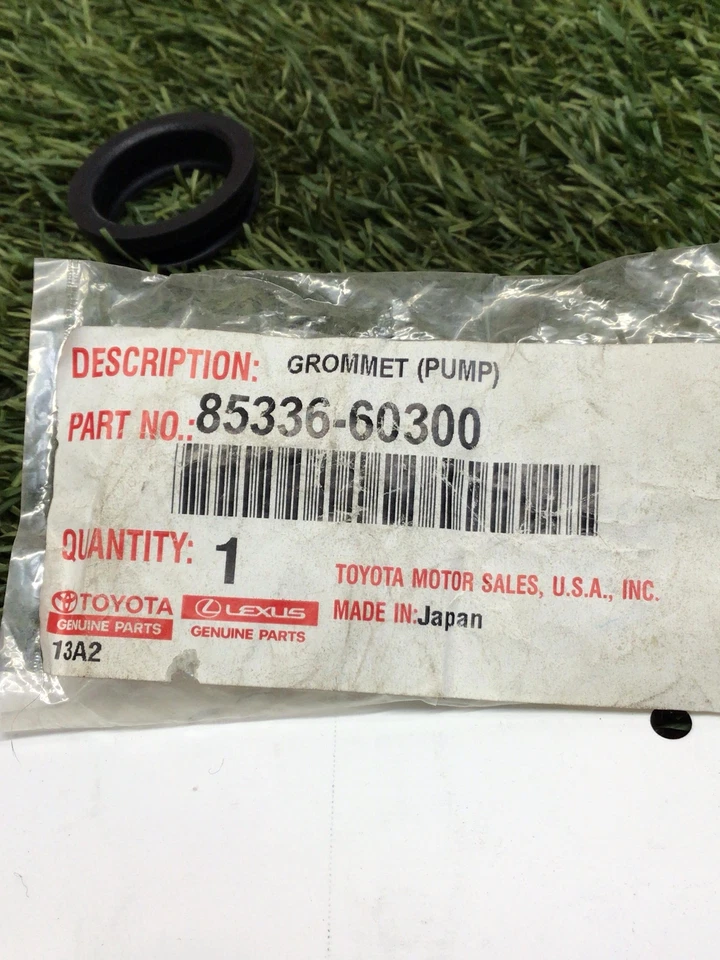 DESCRIPTION: GROMMET (PUMP)
PART NO.: 85336-60300
QUANTITY: 1
TOYOTA MOTOR SALES, U.S.A., INC.
MADE IN: Japan
TOYOTA
GENUINE PARTS
LEXUS
GENUINE PARTS
13A2